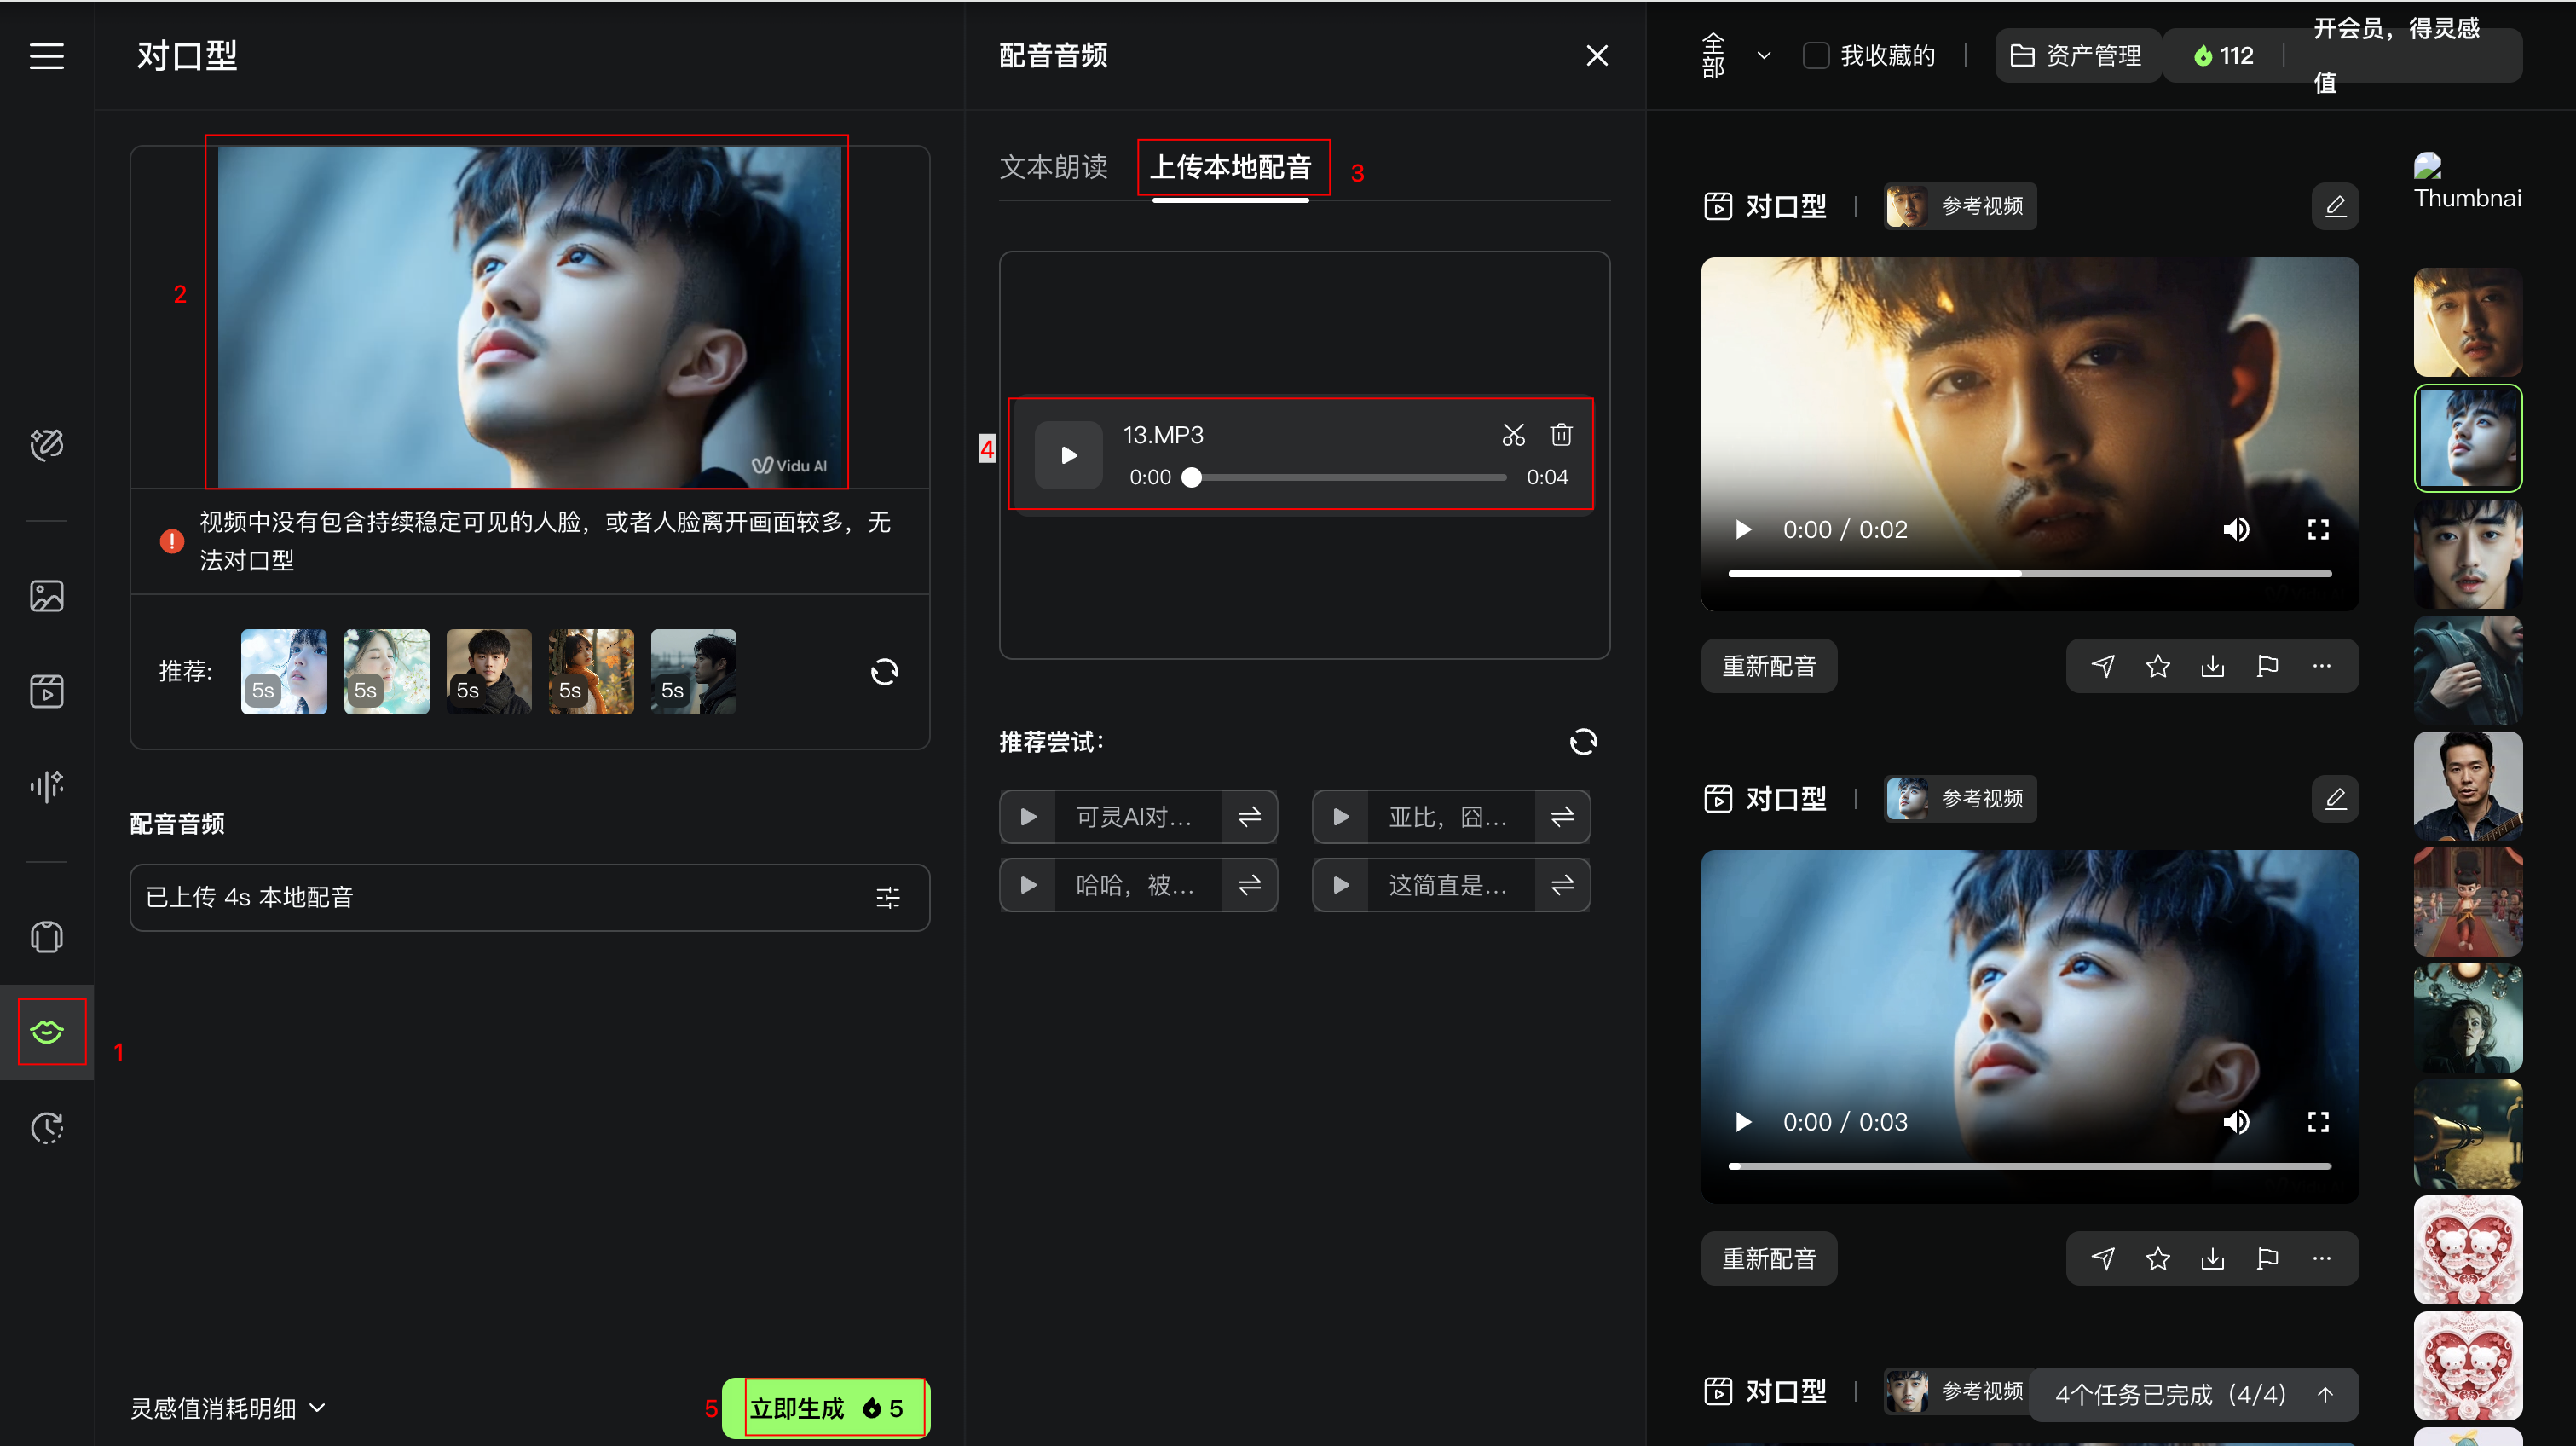 对口型
2
Vidu AI
视频中没有包含持续稳定可见的人脸，或者人脸离开画面较多，无
法对口型
推荐:
5s
5s
5s
5s
5s
配音音频
已上传 4s 本地配音
1
灵感值消耗明细
5
立即生成 5
配音音频
文本朗读
上传本地配音
3
4
13.MP3
0:00
0:04
推荐尝试：
可灵AI对...
亚比，囧...
哈哈，被...
这简直是...
全部
我收藏的
资产管理
112
开会员，得灵感
值
对口型
参考视频
0:00 / 0:02
重新配音
对口型
参考视频
0:00 / 0:03
重新配音
对口型
参考视频
4个任务已完成（4/4）
Thumbnai